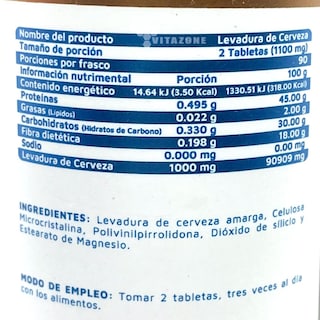 Nombre del producto VITAZONE Levadura de Cerveza
Tamaño de porción 2 Tabletas (1100 mg)
Porciones por frasco 90
Información nutrimental Porción 100 g
Contenido energético 14.64 kJ (3.50 Kcal) 1330.51 kJ (318.00 Kcal)
Proteínas 0.495 g 45.00 g
Grasas (Lípidos) 0.022 g 2.00 g
Carbohidratos (Hidratos de Carbono) 0.330 g 30.00 g
Fibra dietética 0.198 g 18.00 g
Sodio 0.000 mg 0.00 mg
Levadura de Cerveza 1000 mg 90909 mg
INGREDIENTES: Levadura de cerveza amarga, Celulosa
Microcristalina, Polivinilpirrolidona, Dióxido de silicio y
Estearato de Magnesio.
MODO DE EMPLEO: Tomar 2 tabletas, tres veces al día
con los alimentos.